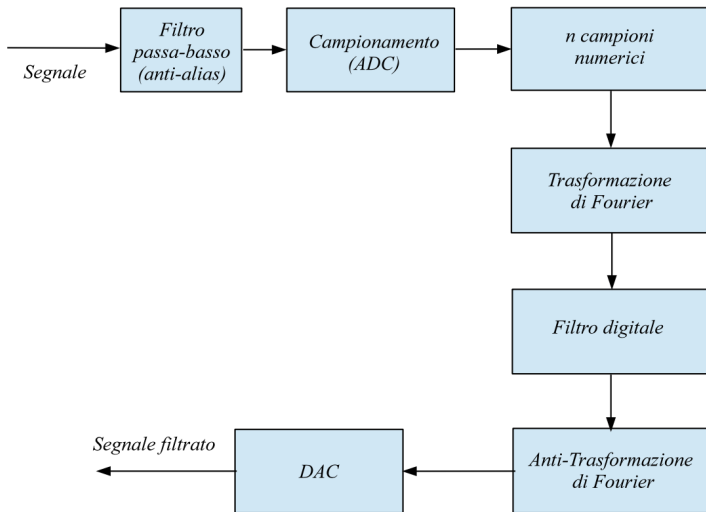 Segnale
Filtro
passa-basso
(anti-alias)
Campionamento
(ADC)
n campioni
numerici
Trasformazione
di Fourier
Filtro digitale
Anti-Trasformazione
di Fourier
DAC
Segnale filtrato